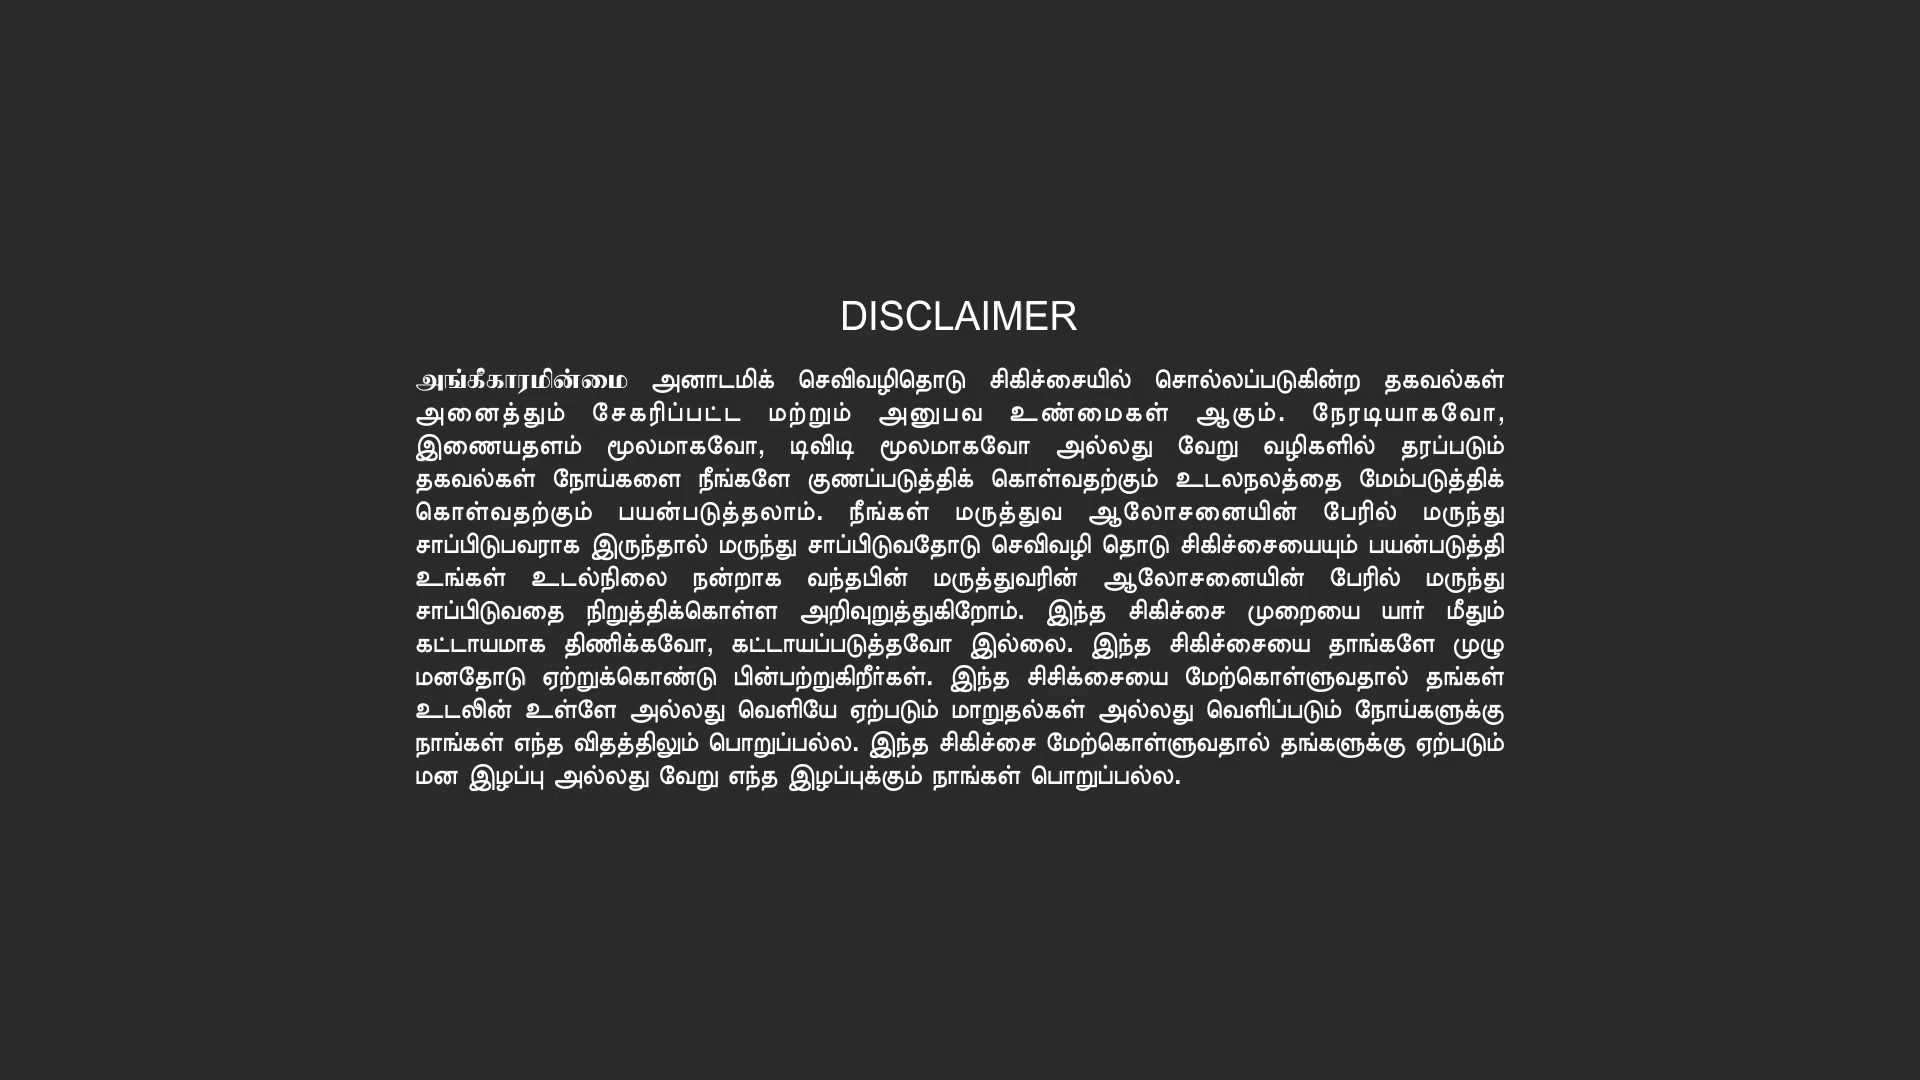 DISCLAIMER
அங்கீகாரமின்மை அனாடமிக் செவிவழிதொடு சிகிச்சையில் சொல்லப்படுகின்ற தகவல்கள்
அனைத்தும் சேகரிப்பட்ட மற்றும் அனுபவ உண்மைகள் ஆகும். நேரடியாகவோ,
இணையதளம் மூலமாகவோ, டிவிடி மூலமாகவோ அல்லது வேறு வழிகளில் தரப்படும்
தகவல்கள் நோய்களை நீங்களே குணப்படுத்திக் கொள்வதற்கும் உடலநலத்தை மேம்படுத்திக்
கொள்வதற்கும் பயன்படுத்தலாம். நீங்கள் மருத்துவ ஆலோசனையின் பேரில் மருந்து
சாப்பிடுபவராக இருந்தால் மருந்து சாப்பிடுவதோடு செவிவழி தொடு சிகிச்சையையும் பயன்படுத்தி
உங்கள் உடல்நிலை நன்றாக வந்தபின் மருத்துவரின் ஆலோசனையின் பேரில் மருந்து
சாப்பிடுவதை நிறுத்திக்கொள்ள அறிவுறுத்துகிறோம். இந்த சிகிச்சை முறையை யார் மீதும்
கட்டாயமாக திணிக்கவோ, கட்டாயப்படுத்தவோ இல்லை. இந்த சிகிச்சையை தாங்களே முழு
மனதோடு ஏற்றுக்கொண்டு பின்பற்றுகிறீர்கள். இந்த சிசிக்சையை மேற்கொள்ளுவதால் தங்கள்
உடலின் உள்ளே அல்லது வெளியே ஏற்படும் மாறுதல்கள் அல்லது வெளிப்படும் நோய்களுக்கு
நாங்கள் எந்த விதத்திலும் பொறுப்பல்ல. இந்த சிகிச்சை மேற்கொள்ளுவதால் தங்களுக்கு ஏற்படும்
மன இழப்பு அல்லது வேறு எந்த இழப்புக்கும் நாங்கள் பொறுப்பல்ல.